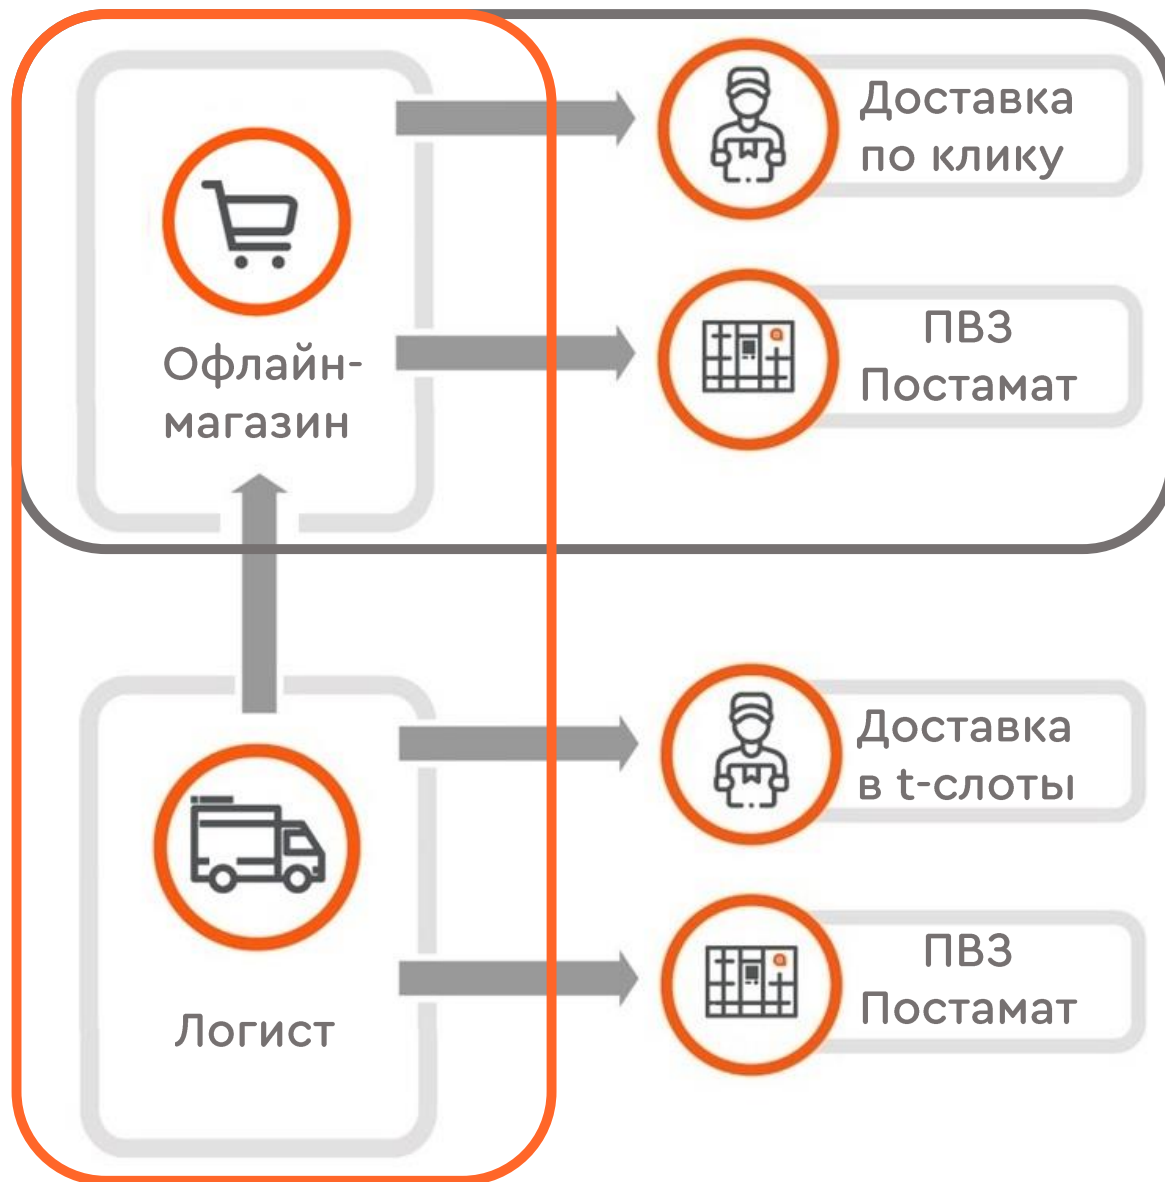 Доставка
по клику
ПВЗ
Постамат
Офлайн-
магазин
Доставка
в t-слоты
ПВЗ
Постамат
Логист